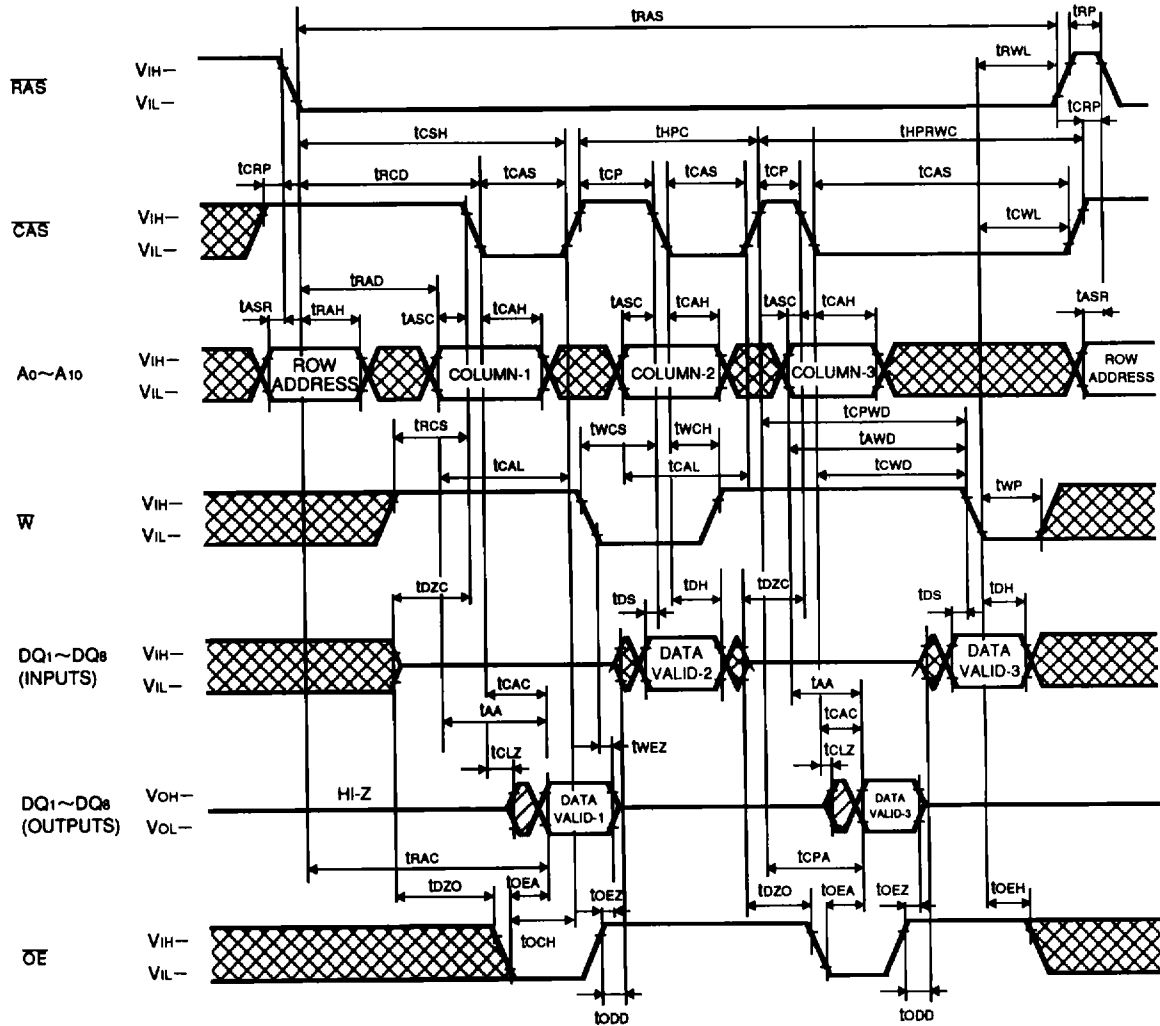 tRAS
tRP
tRWL
RAS
VIH–
VIL–
tCRP
tCSH
tHPC
tHPRWC
tCRP
tRCD
tCAS
tCP
tCAS
tCP
tCAS
CAS
VIH–
VIL–
tCWL
tRAD
tASR
tRAH
tASC
tCAH
tASC
tCAH
tASC
tCAH
tASR
A0~A10
VIH–
VIL–
ROW ADDRESS
COLUMN-1
COLUMN-2
COLUMN-3
ROW ADDRESS
tCPWD
tRCS
tWCS
tWCH
tAWD
tCAL
tCAL
tCWD
W
VIH–
VIL–
tWP
tDZC
tDS
tDH
tDZC
tDS
tDH
DQ1~DQ8
(INPUTS)
VIH–
VIL–
DATA VALID-2
DATA VALID-3
tCAC
tAA
tAA
tCAC
tCLZ
tWEZ
tCLZ
DQ1~DQ8
(OUTPUTS)
VOH–
VOL–
HI-Z
DATA VALID-1
DATA VALID-3
tRAC
tCPA
tDZO
tOEA
tOEZ
tDZO
tOEA
tOEZ
tOEH
tOCH
OE
VIH–
VIL–
tODD
tODD